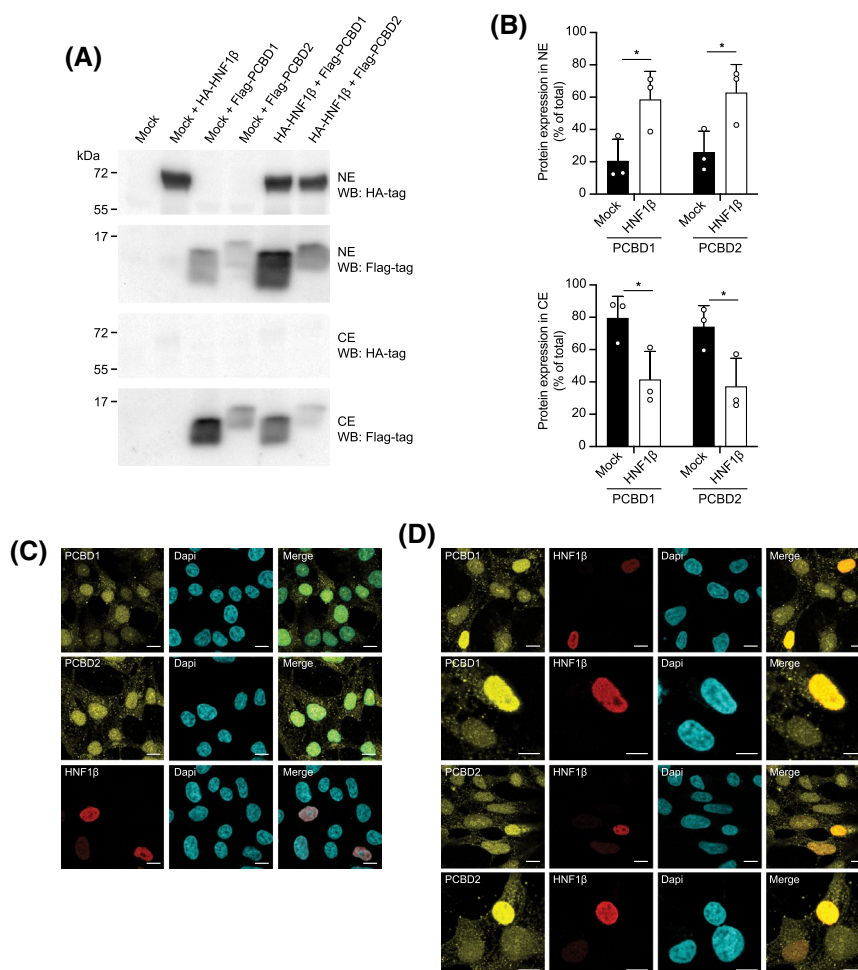 (A)
Mock
Mock + HA-HNF1β
Mock + Flag-PCBD1
Mock + Flag-PCBD2
HA-HNF1β + Flag-PCBD1
HA-HNF1β + Flag-PCBD2
kDa
72
55
NE
WB: HA-tag
17
NE
WB: Flag-tag
72
55
CE
WB: HA-tag
17
CE
WB: Flag-tag
(B)
Protein expression in NE
(% of total)
100
80
60
40
20
0
*
*
Mock
HNF1β
Mock
HNF1β
PCBD1
PCBD2
Protein expression in CE
(% of total)
100
80
60
40
20
0
*
*
Mock
HNF1β
Mock
HNF1β
PCBD1
PCBD2
(C)
PCBD1 Dapi Merge
PCBD2 Dapi Merge
HNF1β Dapi Merge
(D)
PCBD1 HNF1β Dapi Merge
PCBD1 HNF1β Dapi Merge
PCBD2 HNF1β Dapi Merge
PCBD2 HNF1β Dapi Merge